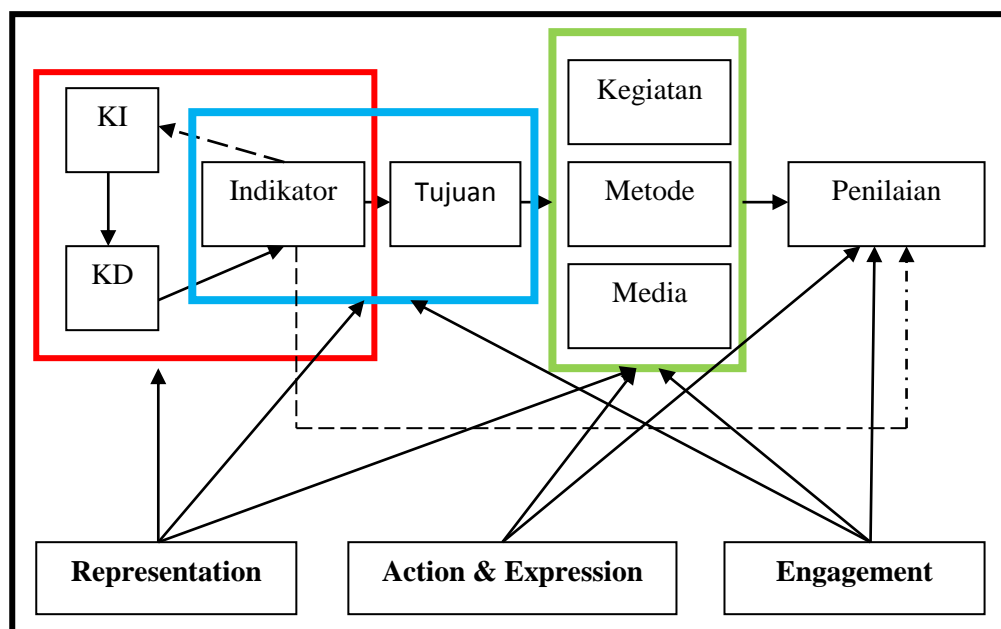 KI
KD
Indikator
Tujuan
Kegiatan
Metode
Media
Penilaian
Representation
Action & Expression
Engagement